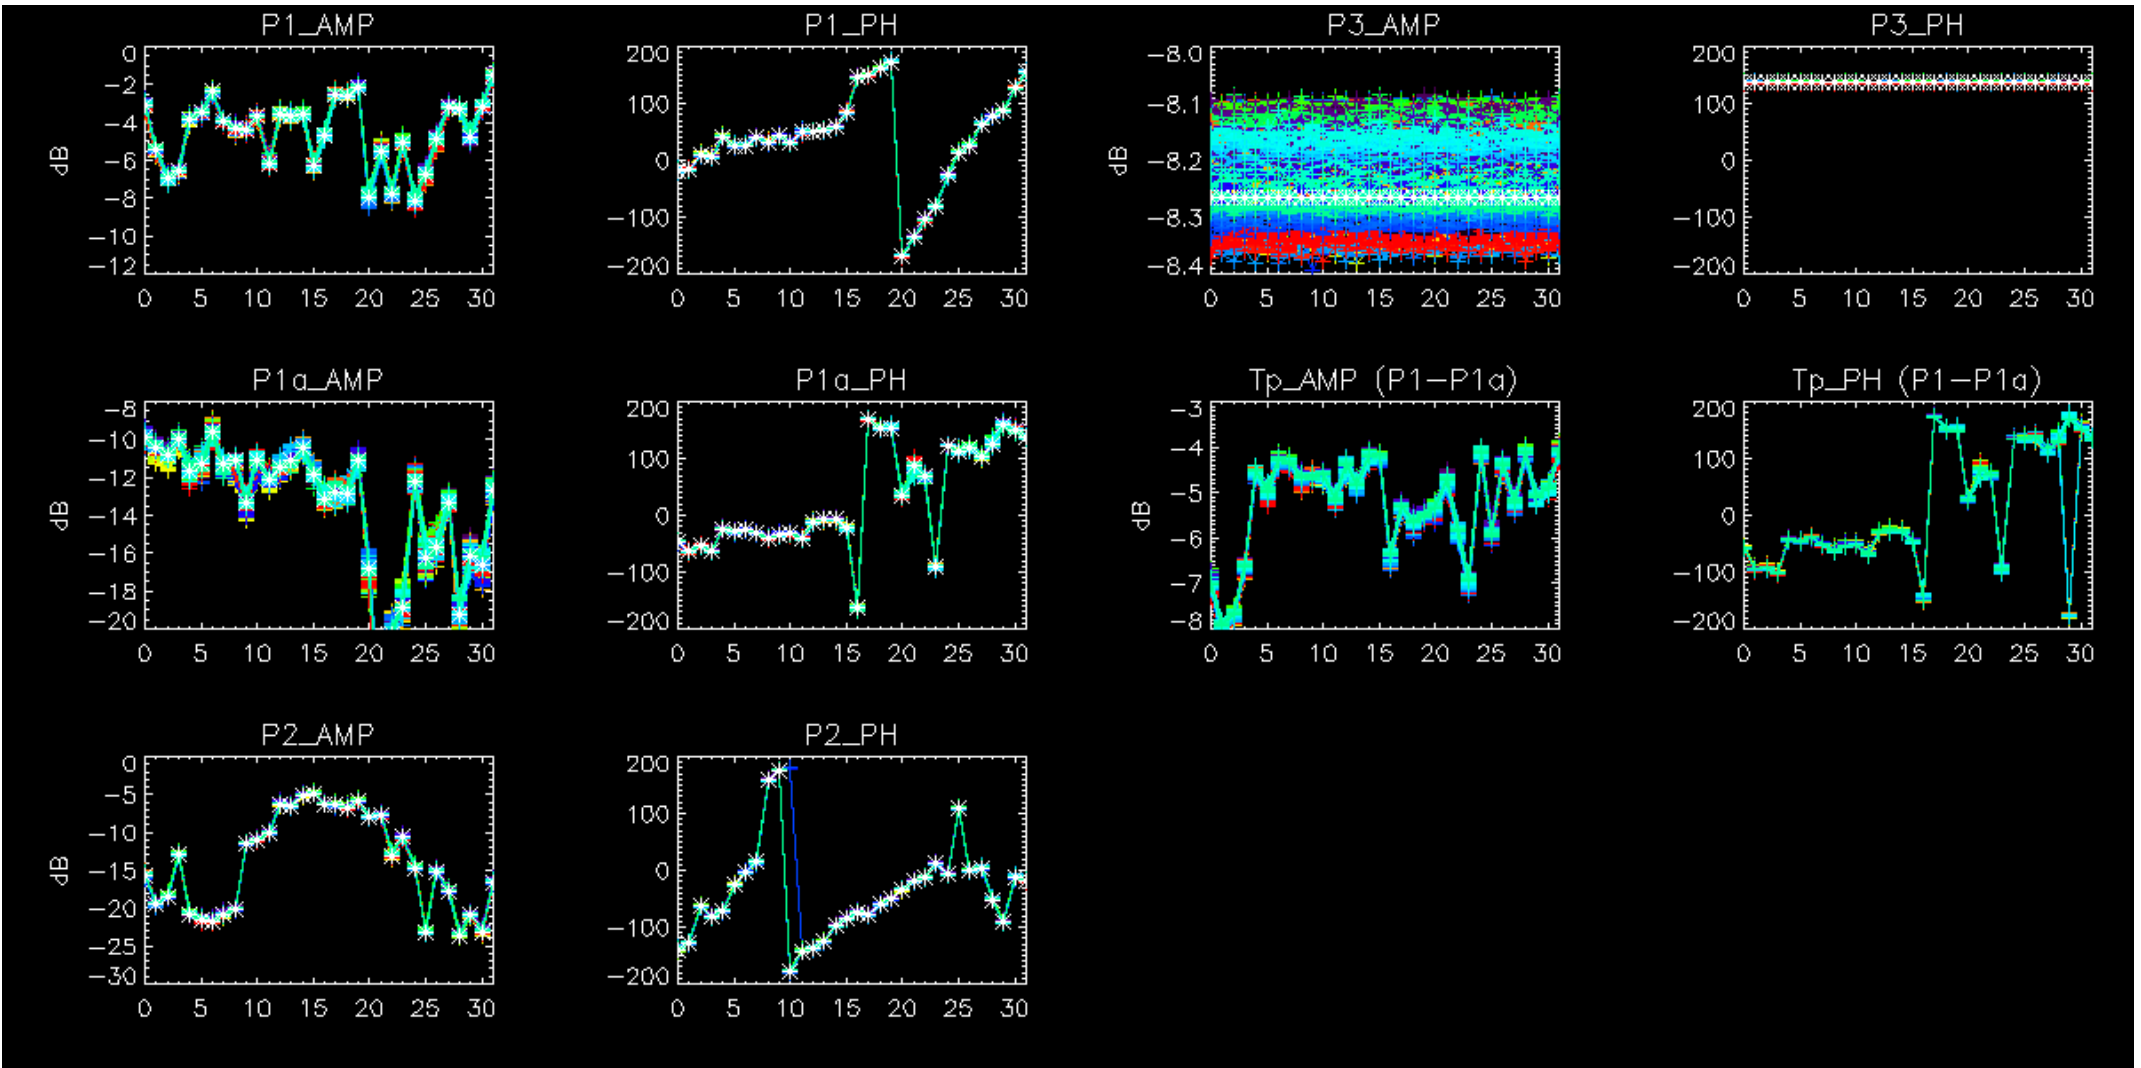 P1_AMP
P1_PH
P3_AMP
P3_PH
dB
0
−2
−4
−6
−8
−10
−12
0 5 10 15 20 25 30
200
100
0
−100
−200
0 5 10 15 20 25 30
dB
−8.0
−8.1
−8.2
−8.3
−8.4
0 5 10 15 20 25 30
200
100
0
−100
−200
0 5 10 15 20 25 30
P1a_AMP
P1a_PH
Tp_AMP (P1−P1a)
Tp_PH (P1−P1a)
dB
−8
−10
−12
−14
−16
−18
−20
0 5 10 15 20 25 30
200
100
0
−100
−200
0 5 10 15 20 25 30
dB
−3
−4
−5
−6
−7
−8
0 5 10 15 20 25 30
200
100
0
−100
−200
0 5 10 15 20 25 30
P2_AMP
P2_PH
dB
0
−5
−10
−15
−20
−25
−30
0 5 10 15 20 25 30
200
100
0
−100
−200
0 5 10 15 20 25 30